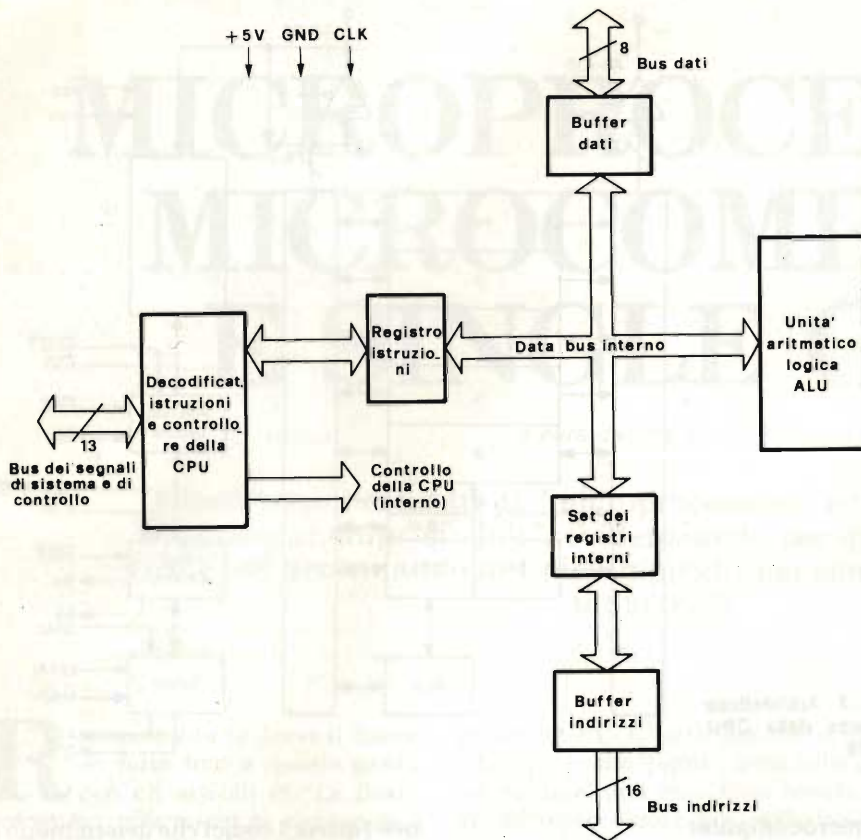 +5V GND CLK
8
Bus dati
Buffer
dati
Unita'
aritmetico
logica
ALU
Registro
istruzio_
ni
Data bus interno
Decodificat.
istruzioni
e controllo_
re della
CPU
13
Bus dei segnali
di sistema e di
controllo
Controllo
della CPU
(interno)
Set dei
registri
interni
Buffer
indirizzi
16
Bus indirizzi